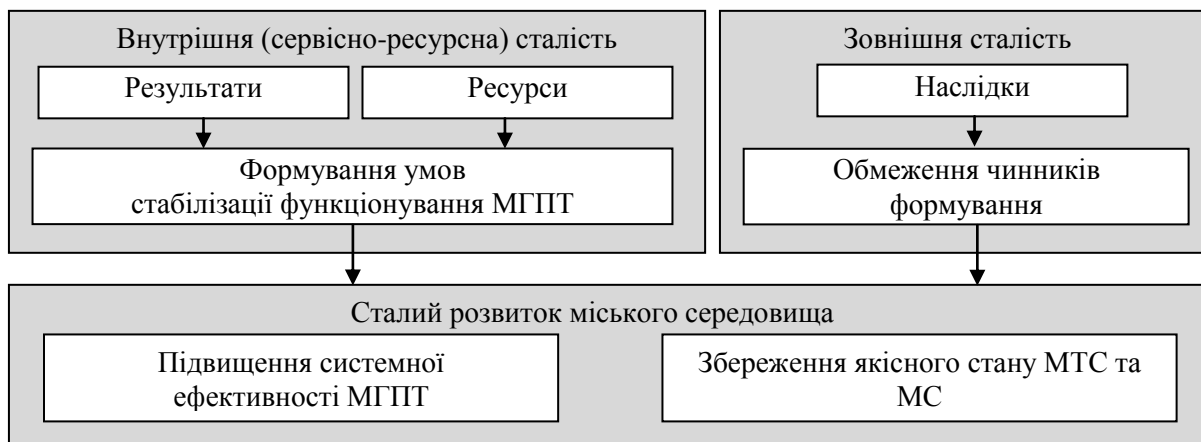 Внутрішня (сервісно-ресурсна) сталість
Результати
Ресурси
Формування умов
стабілізації функціонування МГПТ
Зовнішня сталість
Наслідки
Обмеження чинників
формування
Сталий розвиток міського середовища
Підвищення системної
ефективності МГПТ
Збереження якісного стану МТС та
МС